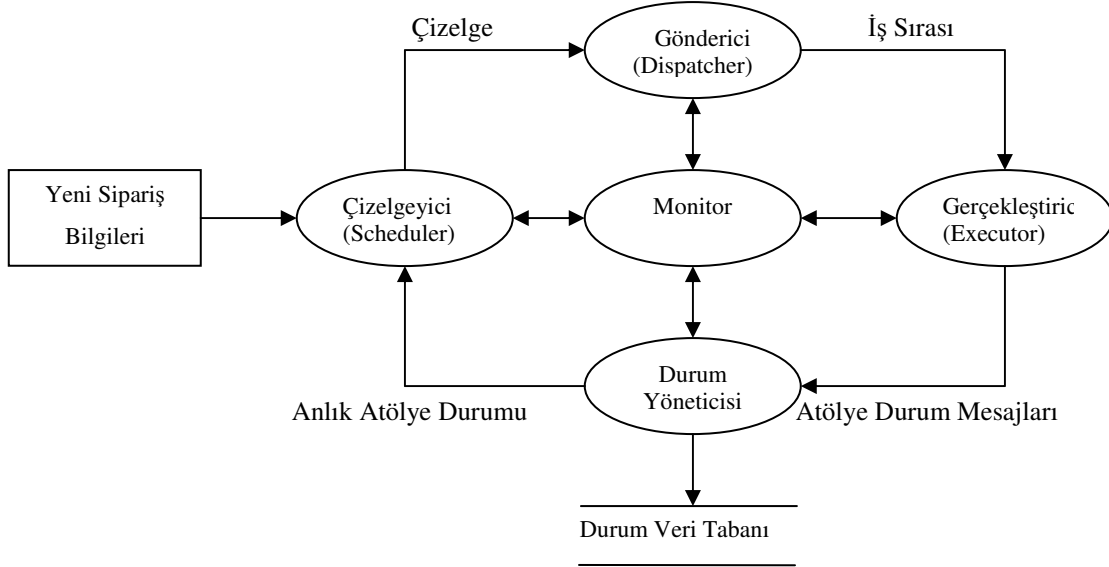 Çizelge
Gönderici
(Dispatcher)
İş Sırası
Yeni Sipariş
Bilgileri
Çizelgeyici
(Scheduler)
Monitor
Gerçekleştiric
(Executor)
Durum
Yöneticisi
Anlık Atölye Durumu
Atölye Durum Mesajları
Durum Veri Tabanı